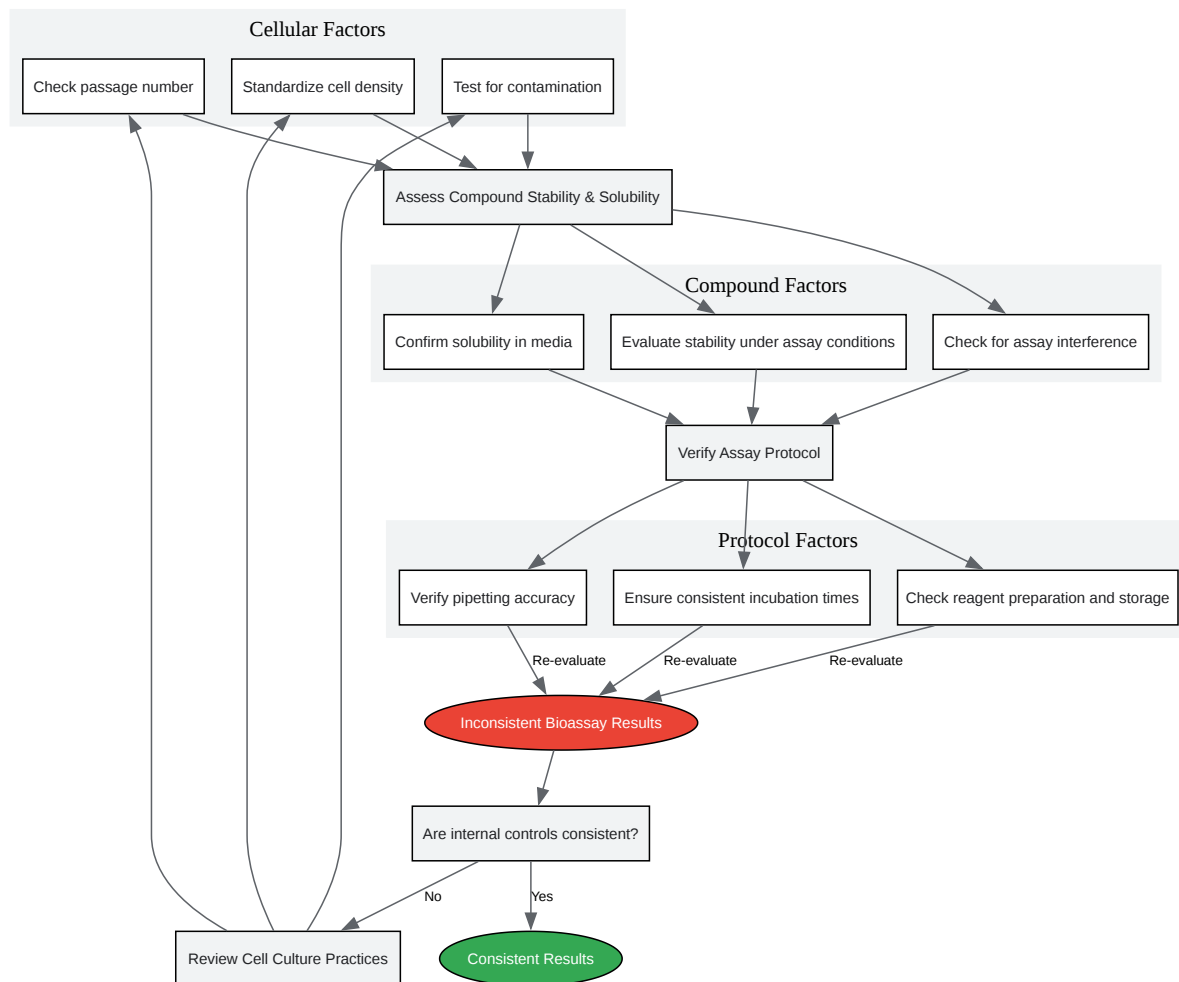 Cellular Factors
Check passage number
Standardize cell density
Test for contamination
Assess Compound Stability & Solubility
Compound Factors
Confirm solubility in media
Evaluate stability under assay conditions
Check for assay interference
Verify Assay Protocol
Protocol Factors
Verify pipetting accuracy
Ensure consistent incubation times
Check reagent preparation and storage
Re-evaluate
Re-evaluate
Re-evaluate
Inconsistent Bioassay Results
Are internal controls consistent?
No
Yes
Review Cell Culture Practices
Consistent Results